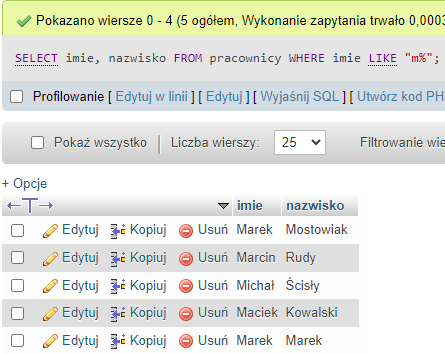 Pokazano wiersze 0 - 4 (5 ogółem, Wykonanie zapytania trwało 0,0003
SELECT imie, nazwisko FROM pracownicy WHERE imie LIKE "m%";
Profilowanie [ Edytuj w linii ] [ Edytuj ] [ Wyjaśnij SQL ] [ Utwórz kod PH
Pokaż wszystko Liczba wierszy: 25 Filtrowanie wie
+ Opcje
imie nazwisko
Edytuj Kopiuj Usuń Marek Mostowiak
Edytuj Kopiuj Usuń Marcin Rudy
Edytuj Kopiuj Usuń Michał Ścisły
Edytuj Kopiuj Usuń Maciek Kowalski
Edytuj Kopiuj Usuń Marek Marek